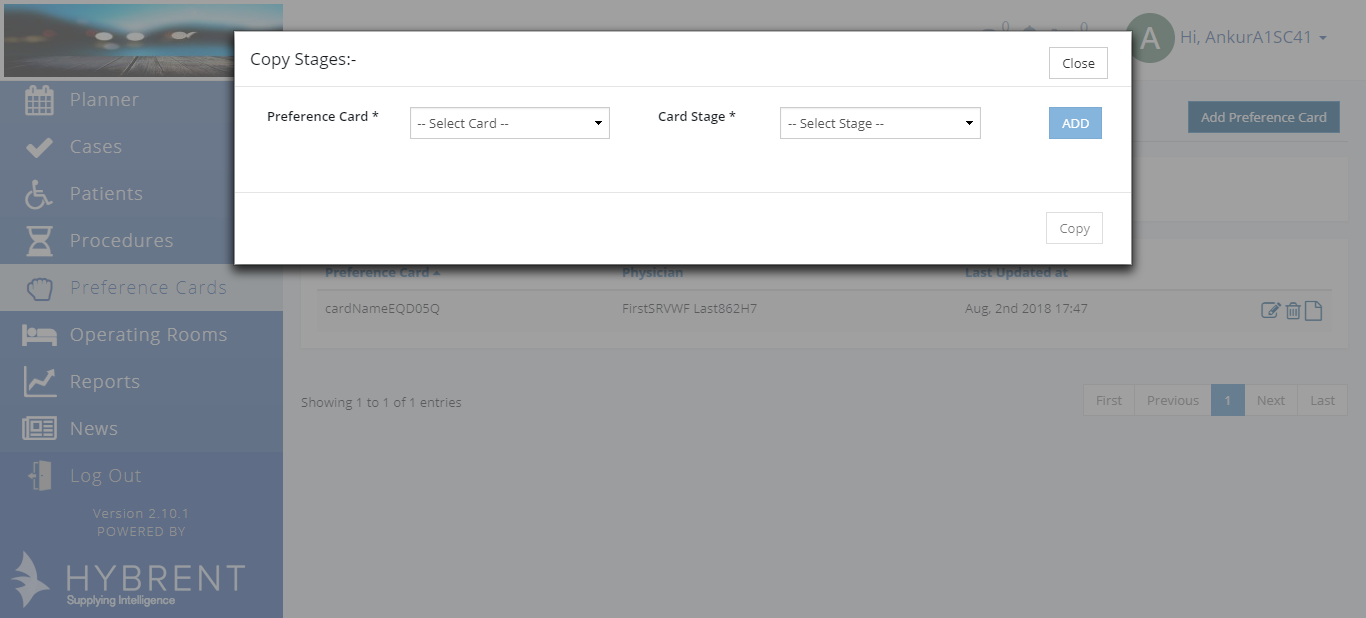 0
0
A
Hi, AnkurA1SC41
Copy Stages:-
Close
Preference Card *
-- Select Card --
Card Stage *
-- Select Stage --
ADD
Copy
Add Preference Card
Planner
Cases
Patients
Procedures
Preference Cards
Operating Rooms
Reports
News
Log Out
Version 2.10.1
POWERED BY
HYBRENT
Supplying Intelligence
Preference Card
Physician
Last Updated at
cardNameEQD05Q
FirstSRVWF Last862H7
Aug, 2nd 2018 17:47
Showing 1 to 1 of 1 entries
First
Previous
1
Next
Last